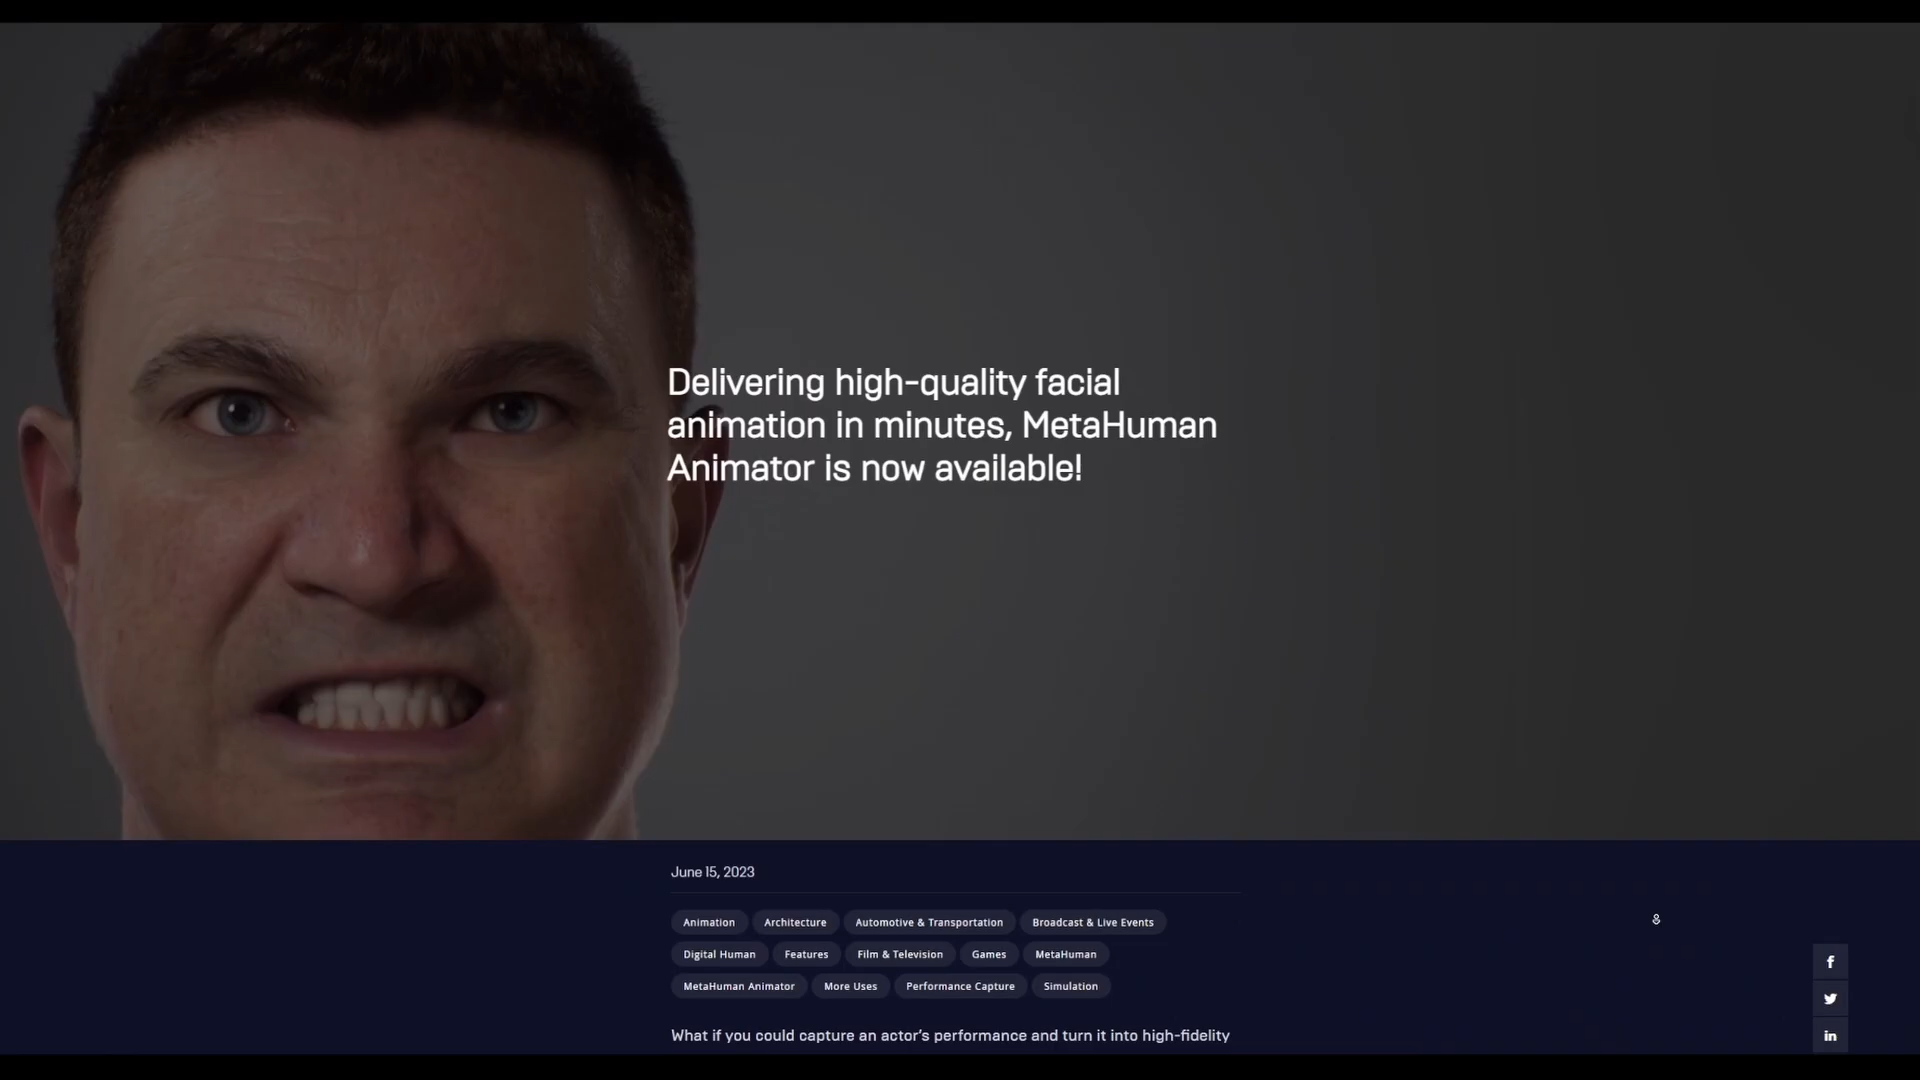 Delivering high-quality facial
animation in minutes, MetaHuman
Animator is now available!
June 15, 2023
Animation Architecture Automotive & Transportation Broadcast & Live Events
Digital Human Features Film & Television Games MetaHuman
MetaHuman Animator More Uses Performance Capture Simulation
What if you could capture an actor's performance and turn it into high-fidelity
f
in